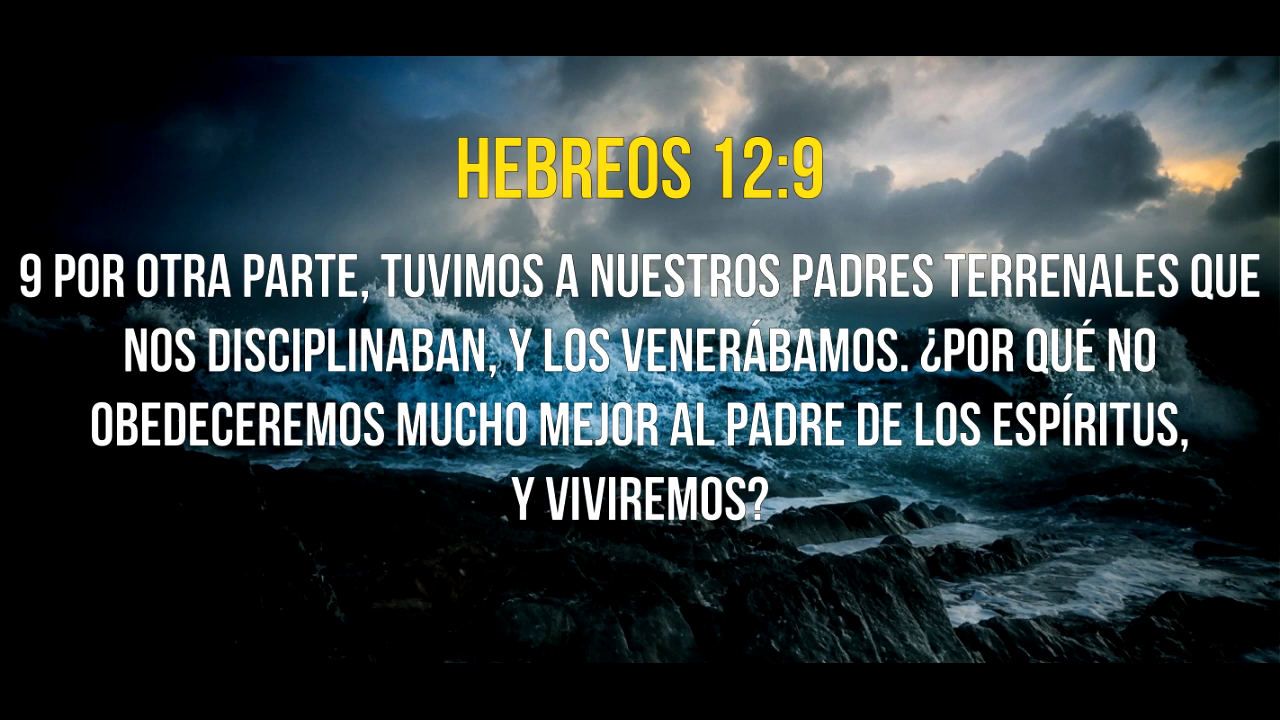 HEBREOS 12:9
9 POR OTRA PARTE, TUVIMOS A NUESTROS PADRES TERRENALES QUE
NOS DISCIPLINABAN, Y LOS VENERÁBAMOS. ¿POR QUÉ NO
OBEDECEREMOS MUCHO MEJOR AL PADRE DE LOS ESPÍRITUS,
Y VIVIREMOS?